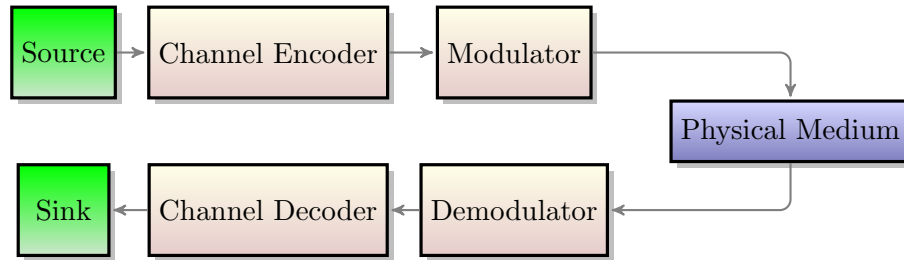 Source
Channel Encoder
Modulator
Physical Medium
Sink
Channel Decoder
Demodulator